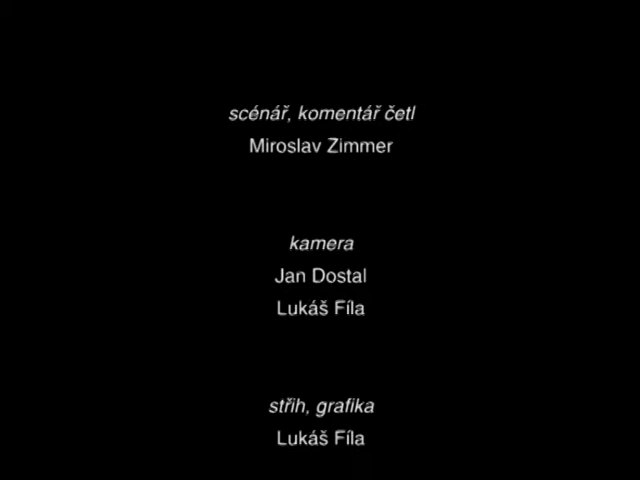 scénář, komentář četl
Miroslav Zimmer
kamera
Jan Dostal
Lukáš Fíla
střih, grafika
Lukáš Fíla